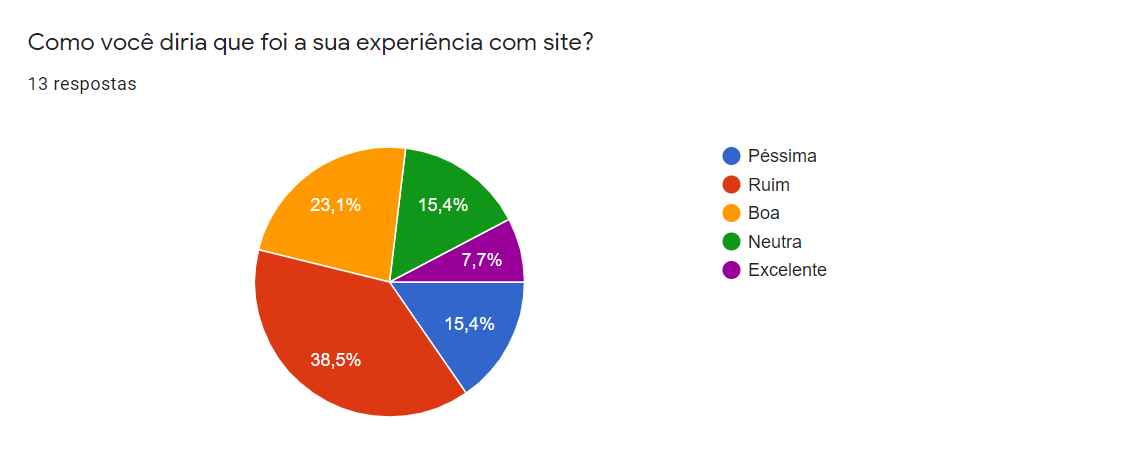 Como você diria que foi a sua experiência com site?
13 respostas
23,1%
15,4%
7,7%
15,4%
38,5%
Péssima
Ruim
Boa
Neutra
Excelente